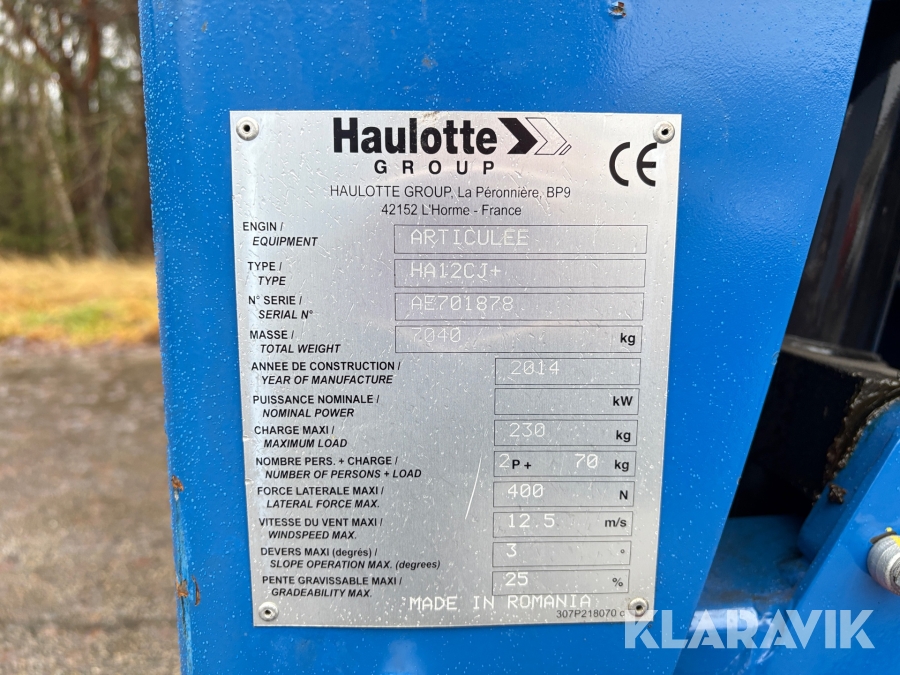 Haulotte
GROUP
CE
HAULOTTE GROUP, La Péronnière, BP9
42152 L'Horme - France
ENGIN /
EQUIPMENT
ARTICULEE
TYPE /
TYPE
HA12CJ+
N° SERIE /
SERIAL N°
AE701878
MASSE /
TOTAL WEIGHT
7040 kg
ANNEE DE CONSTRUCTION /
YEAR OF MANUFACTURE
2014
PUISSANCE NOMINALE /
NOMINAL POWER
kW
CHARGE MAXI /
MAXIMUM LOAD
230 kg
NOMBRE PERS. + CHARGE /
NUMBER OF PERSONS + LOAD
2 P + 70 kg
FORCE LATERALE MAXI /
LATERAL FORCE MAX.
400 N
VITESSE DU VENT MAXI /
WINDSPEED MAX.
12.5 m/s
DEVERS MAXI (degrés) /
SLOPE OPERATION MAX. (degrees)
3 °
PENTE GRAVISSABLE MAXI /
GRADEABILITY MAX.
25 %
MADE IN ROMANIA
307P218070
KLARAVIK